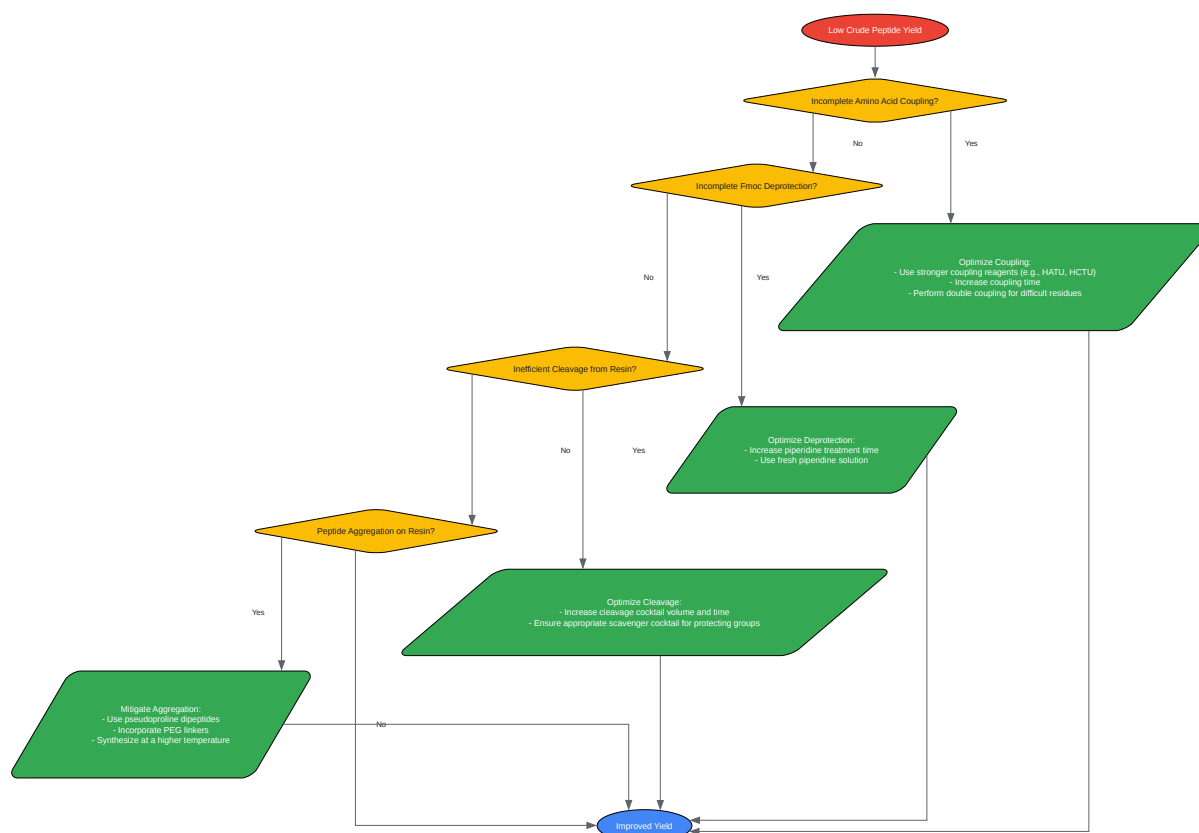 Low Crude Peptide Yield
Incomplete Amino Acid Coupling?
No
Yes
Incomplete Fmoc Deprotection?
Optimize Coupling:
- Use stronger coupling reagents (e.g., HATU, HCTU)
- Increase coupling time
- Perform double coupling for difficult residues
No
Yes
Inefficient Cleavage from Resin?
Optimize Deprotection:
- Increase piperidine treatment time
- Use fresh piperidine solution
No
Yes
Peptide Aggregation on Resin?
Optimize Cleavage:
- Increase cleavage cocktail volume and time
- Ensure appropriate scavenger cocktail for protecting groups
Yes
Mitigate Aggregation:
- Use pseudoproline dipeptides
- Incorporate PEG linkers
- Synthesize at a higher temperature
No
Improved Yield